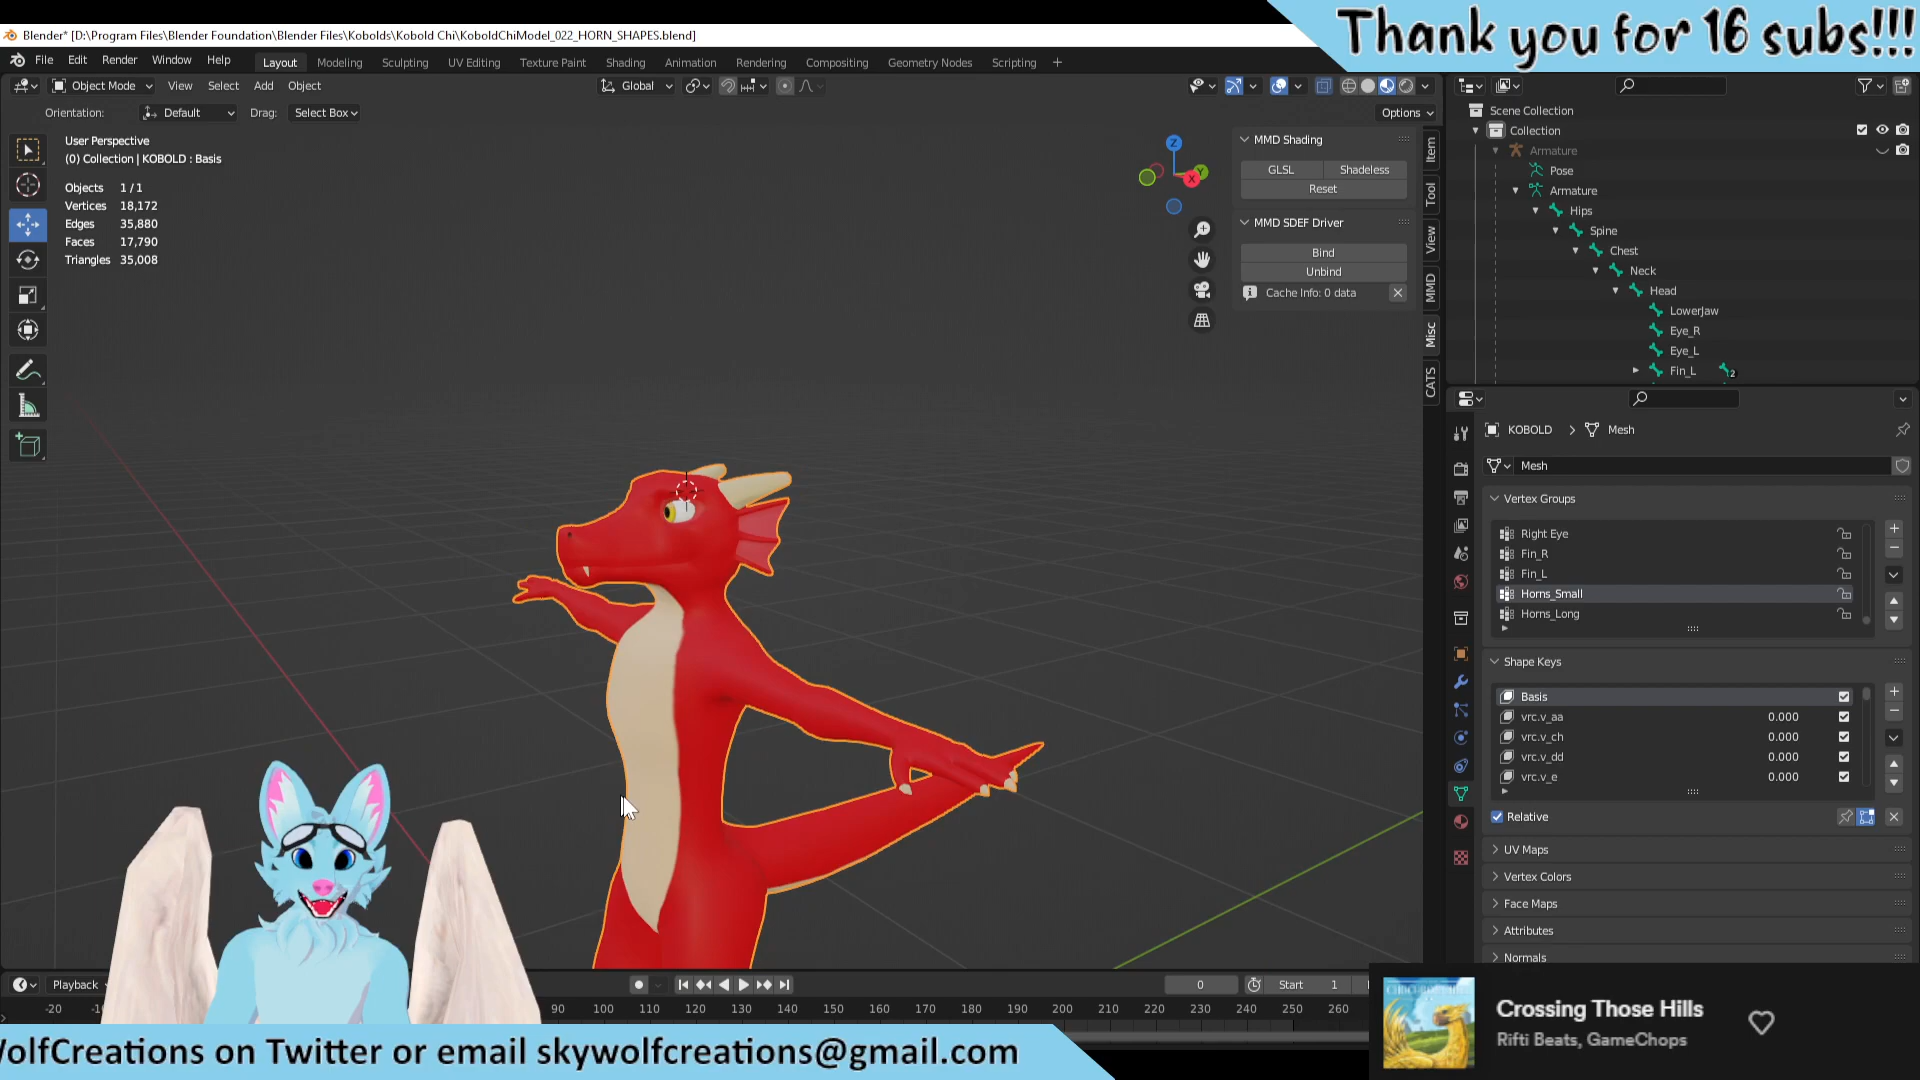 Thank you for 16 subs!!!
Blender* [D:\Program Files\Blender Foundation\Blender Files\Kobolds\Kobold Chi\KoboldChiModel_022_HORN_SHAPES.blend]
File Edit Render Window Help Layout Modeling Sculpting UV Editing Texture Paint Shading Animation Rendering Compositing Geometry Nodes Scripting +
Object Mode View Select Add Object Global
Orientation: Default Drag: Select Box Options
User Perspective
(0) Collection | KOBOLD : Basis
Objects 1/1
Vertices 18,172
Edges 35,880
Faces 17,790
Triangles 35,008
Z
Y
X
MMD Shading
GLSL Shadeless
Reset
MMD SDEF Driver
Bind
Unbind
Cache Info: 0 data
Item
Tool
View
MMD
Misc
CATS
Scene Collection
Collection
Armature
Pose
Armature
Hips
Spine
Chest
Neck
Head
LowerJaw
Eye_R
Eye_L
Fin_L 2
KOBOLD > Mesh
Mesh
Vertex Groups
Right Eye
Fin_R
Fin_L
Horns_Small
Horns_Long
Shape Keys
Basis
vrc.v_aa 0.000
vrc.v_ch 0.000
vrc.v_dd 0.000
vrc.v_e 0.000
Relative
UV Maps
Vertex Colors
Face Maps
Attributes
Normals
Playback 0 Start 1
-20 90 100 110 120 130 140 150 160 170 180 190 200 210 220 230 240 250 260
olfCreations on Twitter or email skywolfcreations@gmail.com
Crossing Those Hills
Rifti Beats, GameChops